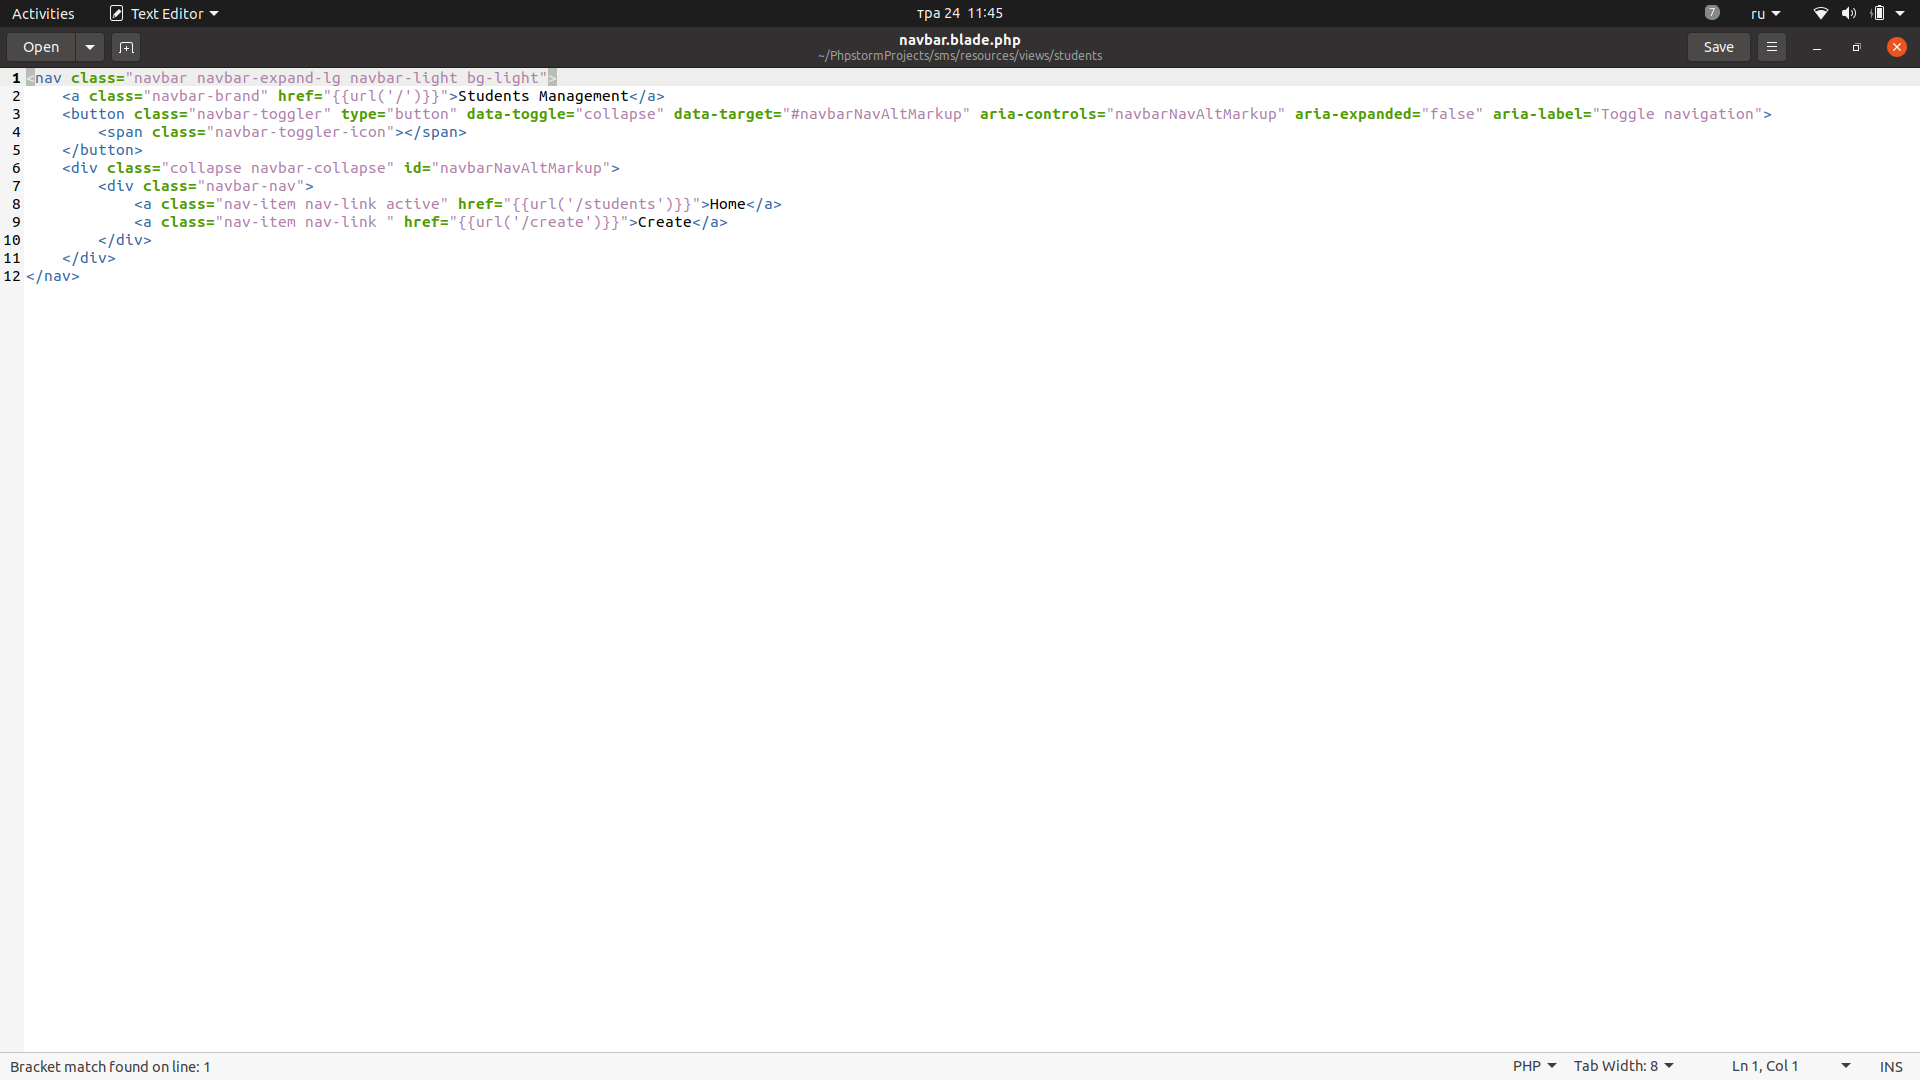 Activities Text Editor тра 24 11:45 7 ru
Open navbar.blade.php Save
~/PhpstormProjects/sms/resources/views/students
1 <nav class="navbar navbar-expand-lg navbar-light bg-light">
2     <a class="navbar-brand" href="{{url('/')}}">Students Management</a>
3     <button class="navbar-toggler" type="button" data-toggle="collapse" data-target="#navbarNavAltMarkup" aria-controls="navbarNavAltMarkup" aria-expanded="false" aria-label="Toggle navigation">
4         <span class="navbar-toggler-icon"></span>
5     </button>
6     <div class="collapse navbar-collapse" id="navbarNavAltMarkup">
7         <div class="navbar-nav">
8             <a class="nav-item nav-link active" href="{{url('/students')}}">Home</a>
9             <a class="nav-item nav-link " href="{{url('/create')}}">Create</a>
10         </div>
11     </div>
12 </nav>
Bracket match found on line: 1 PHP Tab Width: 8 Ln 1, Col 1 INS